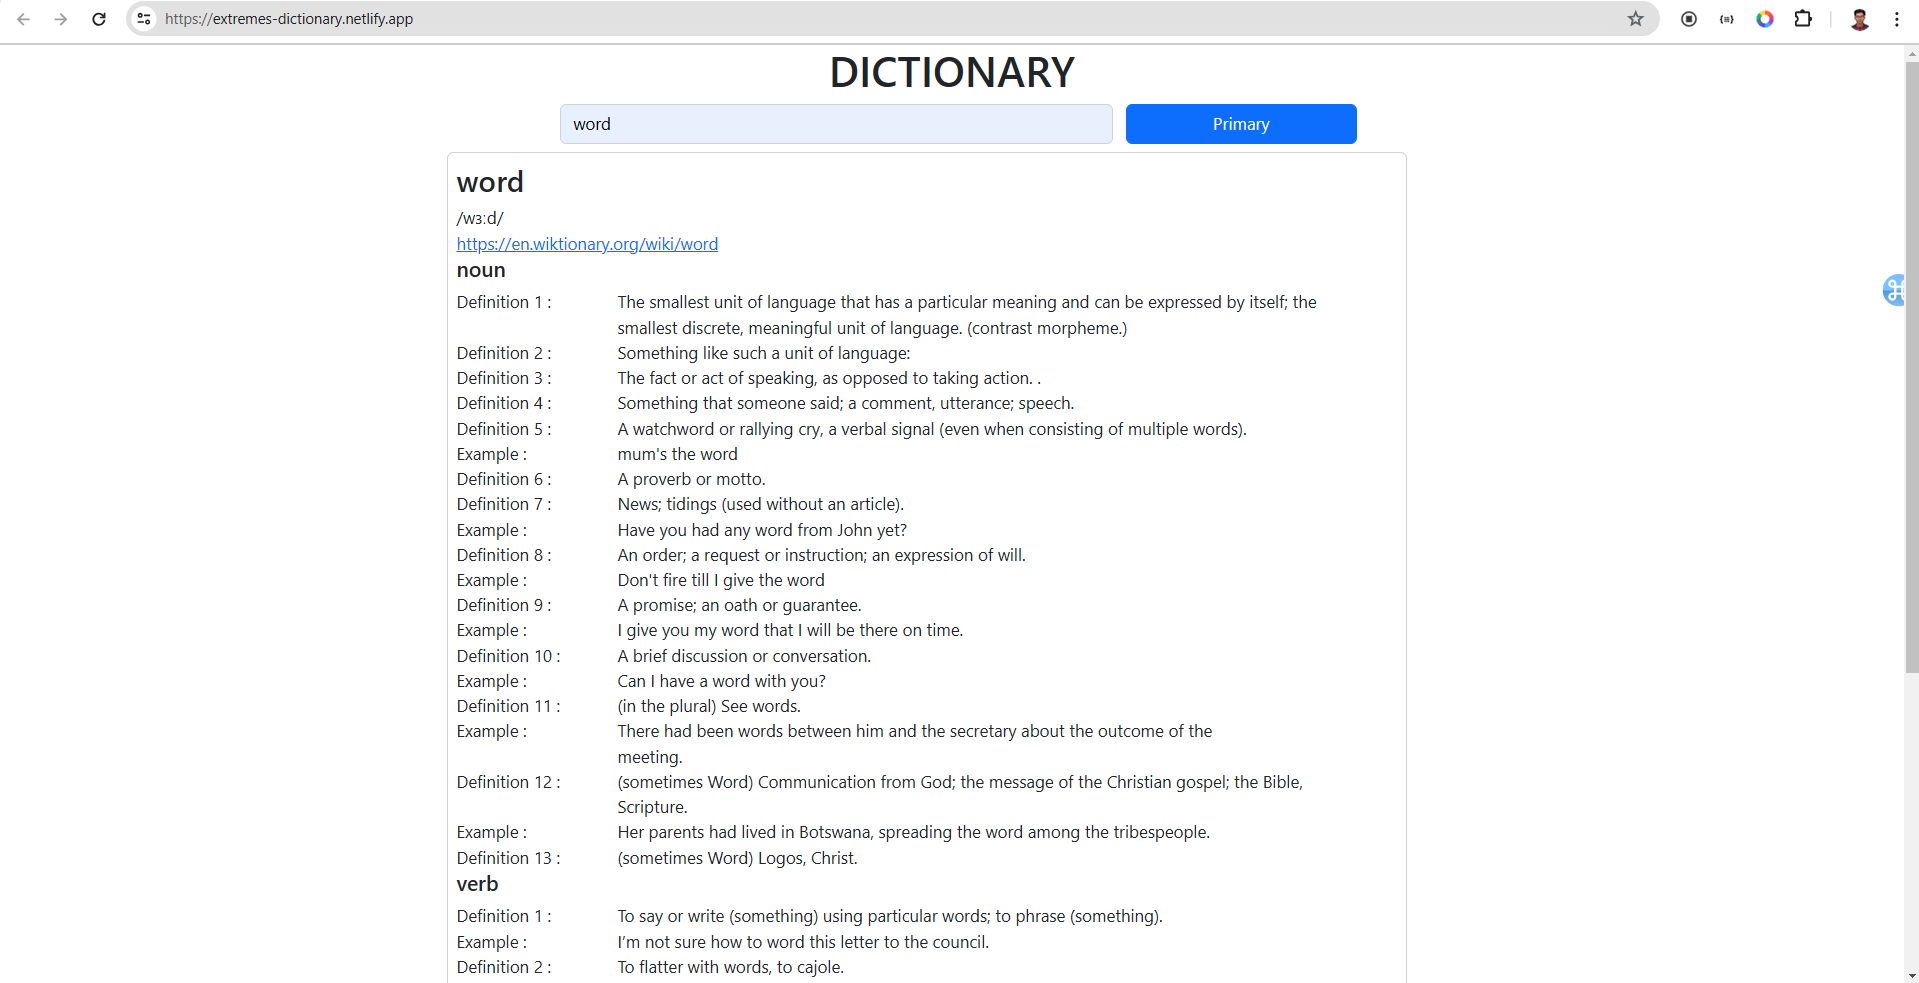 https://extremes-dictionary.netlify.app
DICTIONARY
word Primary
word
/wɜːd/
https://en.wiktionary.org/wiki/word
noun
Definition 1 : The smallest unit of language that has a particular meaning and can be expressed by itself; the
smallest discrete, meaningful unit of language. (contrast morpheme.)
Definition 2 : Something like such a unit of language:
Definition 3 : The fact or act of speaking, as opposed to taking action. .
Definition 4 : Something that someone said; a comment, utterance; speech.
Definition 5 : A watchword or rallying cry, a verbal signal (even when consisting of multiple words).
Example : mum's the word
Definition 6 : A proverb or motto.
Definition 7 : News; tidings (used without an article).
Example : Have you had any word from John yet?
Definition 8 : An order; a request or instruction; an expression of will.
Example : Don't fire till I give the word
Definition 9 : A promise; an oath or guarantee.
Example : I give you my word that I will be there on time.
Definition 10 : A brief discussion or conversation.
Example : Can I have a word with you?
Definition 11 : (in the plural) See words.
Example : There had been words between him and the secretary about the outcome of the
meeting.
Definition 12 : (sometimes Word) Communication from God; the message of the Christian gospel; the Bible,
Scripture.
Example : Her parents had lived in Botswana, spreading the word among the tribespeople.
Definition 13 : (sometimes Word) Logos, Christ.
verb
Definition 1 : To say or write (something) using particular words; to phrase (something).
Example : I’m not sure how to word this letter to the council.
Definition 2 : To flatter with words, to cajole.